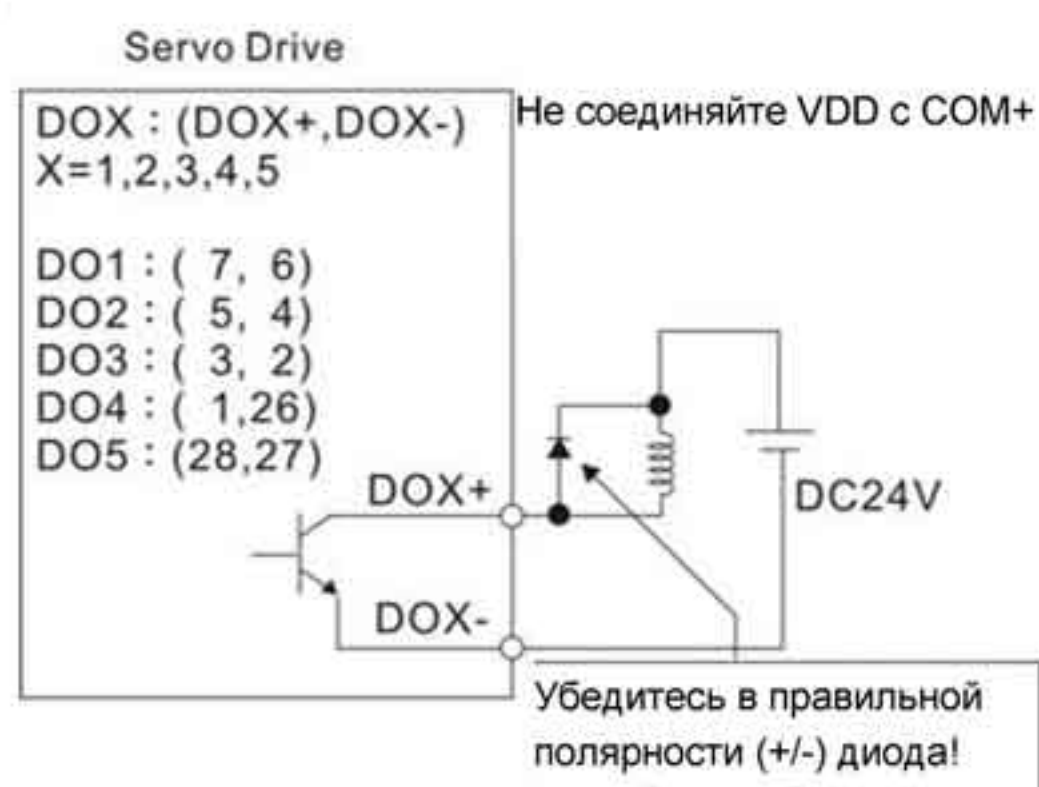 Servo Drive
DOX : (DOX+,DOX-)
X=1,2,3,4,5
DO1 : ( 7, 6)
DO2 : ( 5, 4)
DO3 : ( 3, 2)
DO4 : ( 1,26)
DO5 : (28,27)
Не соединяйте VDD с COM+
DOX+
DOX-
DC24V
Убедитесь в правильной
полярности (+/-) диода!